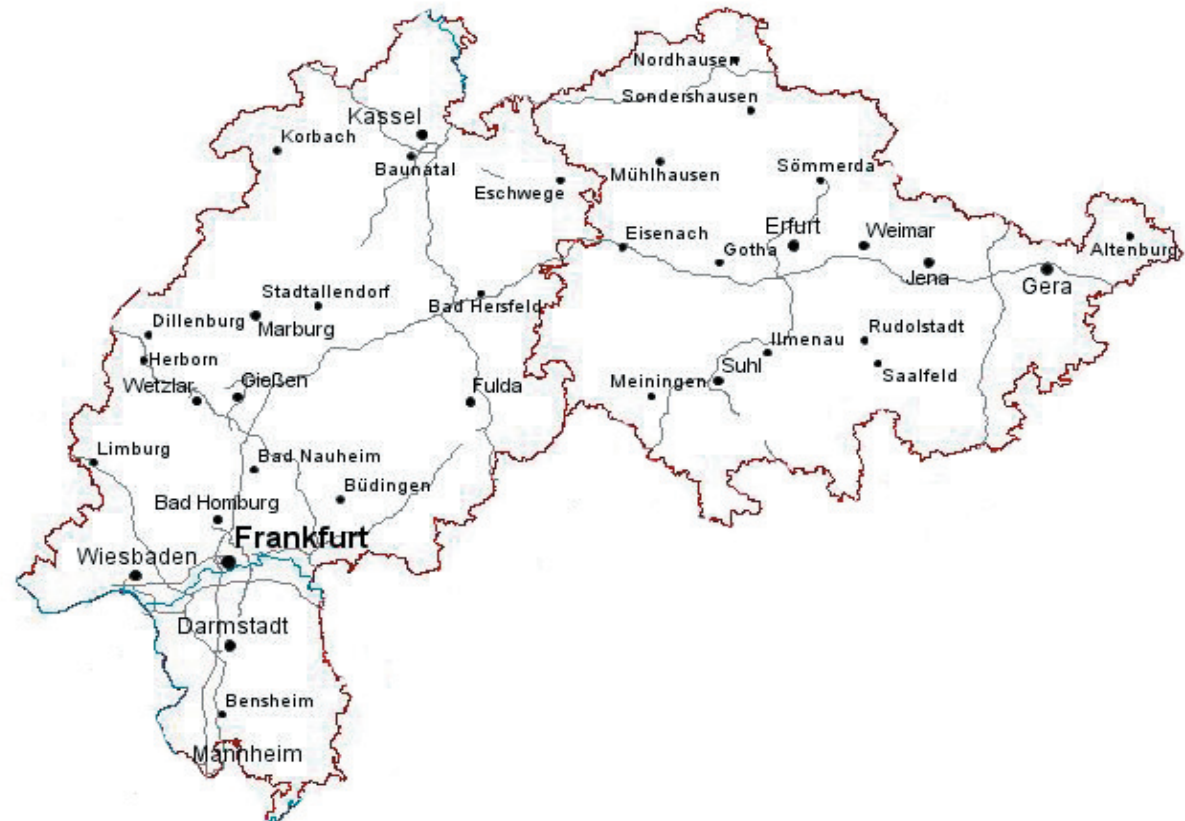 Nordhausen
Sondershausen
Kassel
Korbach
Baunatal
Mühlhausen
Sömmerda
Eschwege
Eisenach
Erfurt
Weimar
Gotha
Altenburg
Jena
Gera
Stadtallendorf
Bad Hersfeld
Dillenburg
Marburg
Rudolstadt
Herborn
Ilmenau
Suhl
Saalfeld
Wetzlar
Gießen
Fulda
Meiningen
Limburg
Bad Nauheim
Büdingen
Bad Homburg
Frankfurt
Wiesbaden
Darmstadt
Bensheim
Mannheim